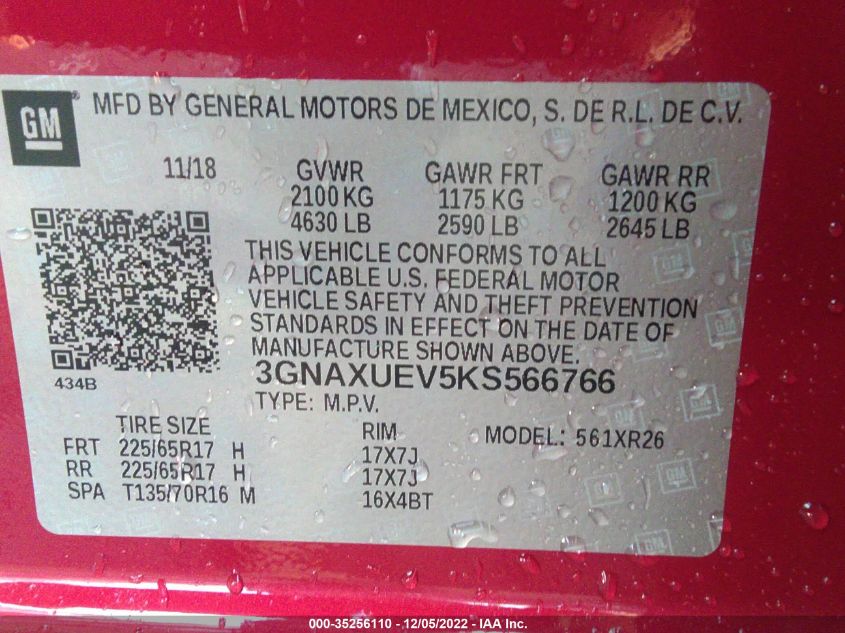 GM
MFD BY GENERAL MOTORS DE MEXICO, S. DE R.L. DE C.V.
11/18 GVWR GAWR FRT GAWR RR
2100 KG 1175 KG 1200 KG
4630 LB 2590 LB 2645 LB
THIS VEHICLE CONFORMS TO ALL
APPLICABLE U.S. FEDERAL MOTOR
VEHICLE SAFETY AND THEFT PREVENTION
STANDARDS IN EFFECT ON THE DATE OF
MANUFACTURE SHOWN ABOVE.
434B
3GNAXUEV5KS566766
TYPE: M.P.V.
TIRE SIZE RIM MODEL: 561XR26
FRT 225/65R17 H 17X7J
RR 225/65R17 H 17X7J
SPA T135/70R16 M 16X4BT
000-35256110 - 12/05/2022 - IAA Inc.